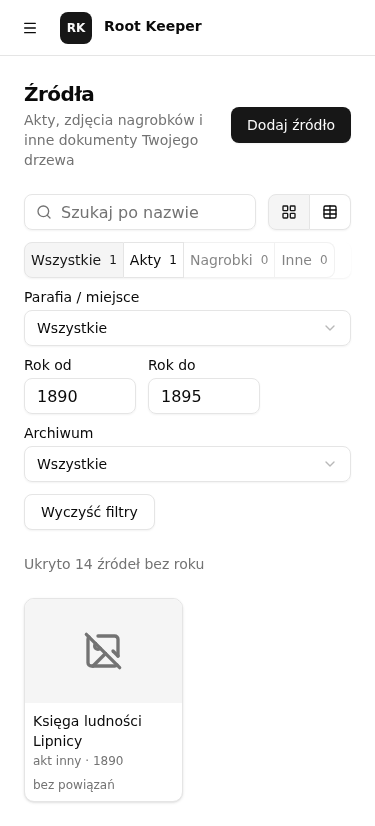 RK Root Keeper
Źródła
Akty, zdjęcia nagrobków i
inne dokumenty Twojego
drzewa
Dodaj źródło
Szukaj po nazwie
Wszystkie 1 Akty 1 Nagrobki 0 Inne 0
Parafia / miejsce
Wszystkie
Rok od Rok do
1890 1895
Archiwum
Wszystkie
Wyczyść filtry
Ukryto 14 źródeł bez roku
Księga ludności
Lipnicy
akt inny · 1890
bez powiązań